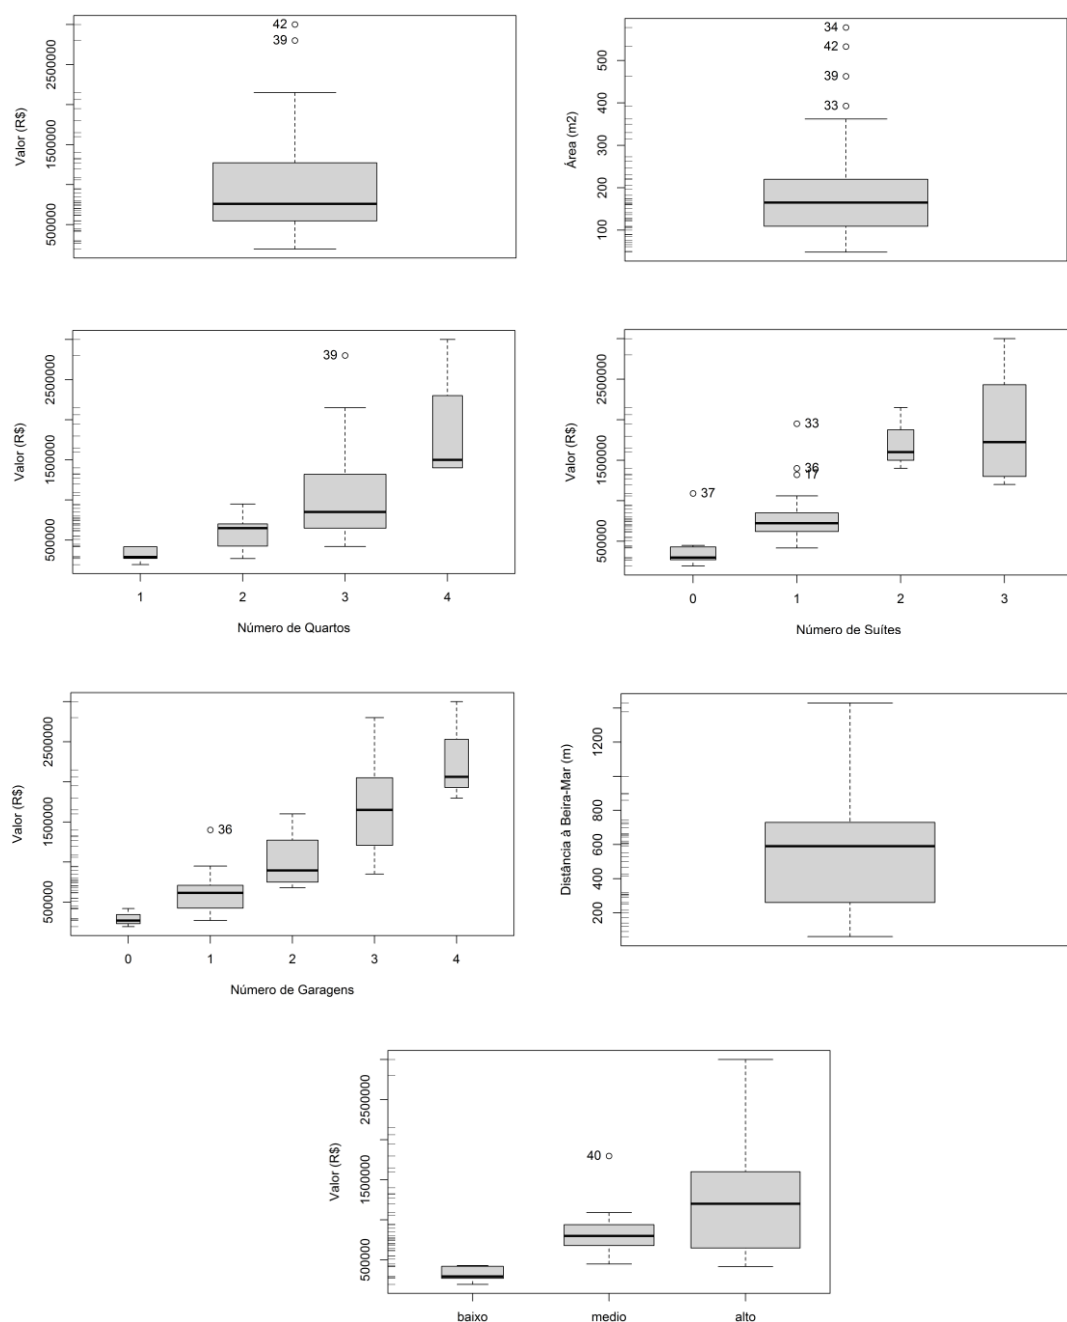 42
39
Valor (R$)
500000
1500000
2500000
34
42
39
33
Área (m2)
100
200
300
400
500
39
Valor (R$)
500000
1500000
2500000
1 2 3 4
Número de Quartos
33
36
17
37
Valor (R$)
500000
1500000
2500000
0 1 2 3
Número de Suítes
36
Valor (R$)
500000
1500000
2500000
0 1 2 3 4
Número de Garagens
Distância à Beira-Mar (m)
200
400
600
800
1200
40
Valor (R$)
500000
1500000
2500000
baixo medio alto